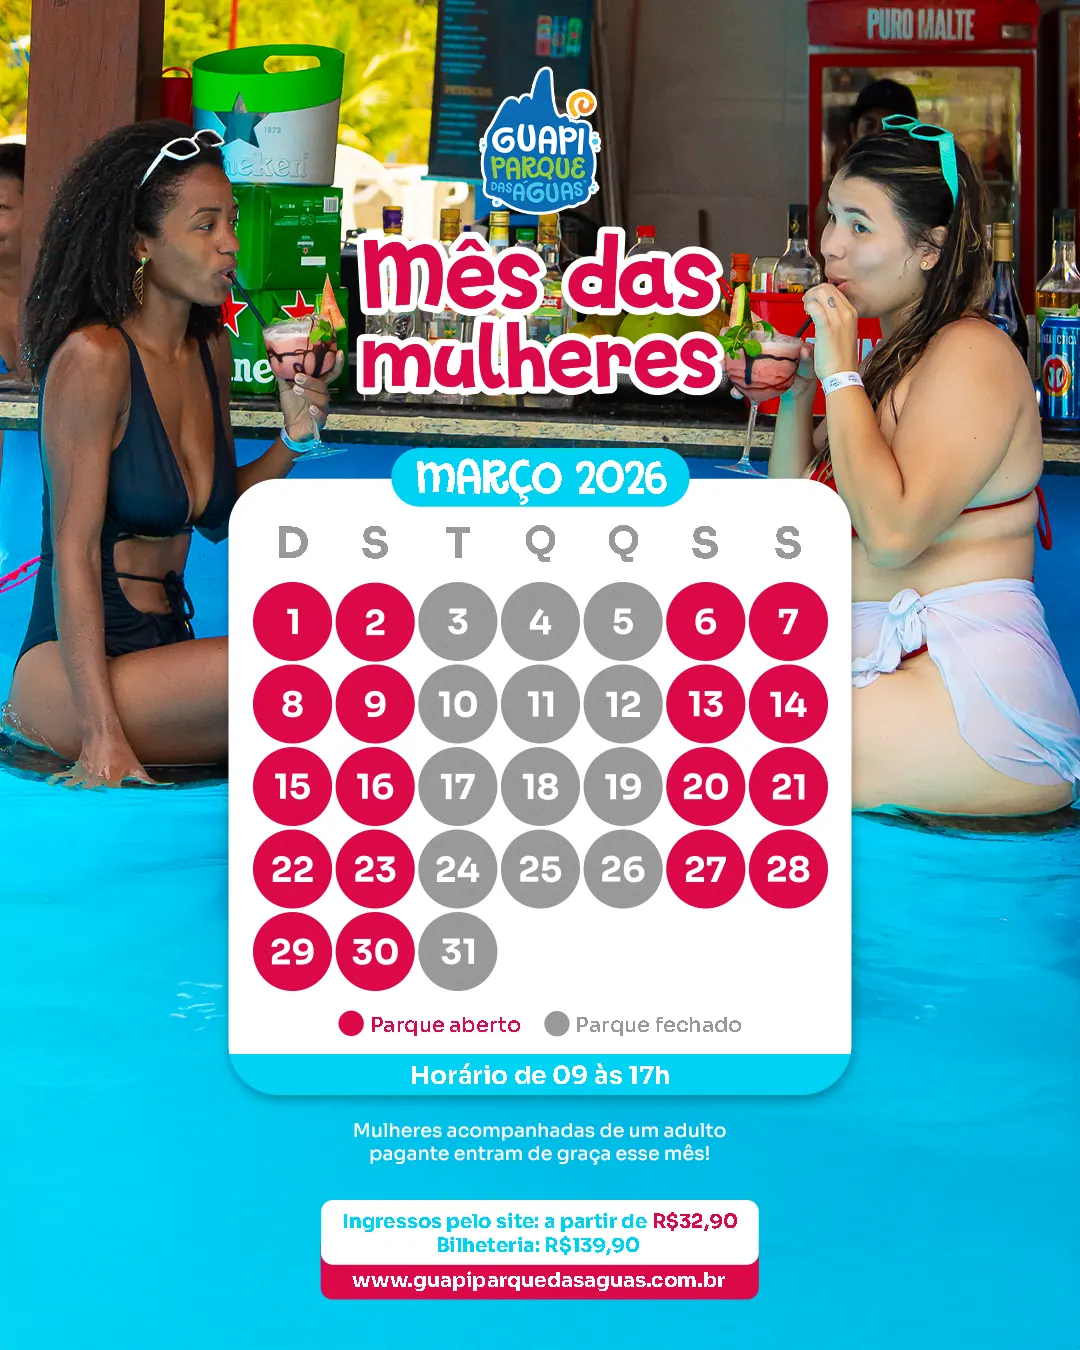 PURO MALTE
1873
GUAPI
PARQUE
DAS ÁGUAS
mês das
mulheres
MARÇO 2026
D S T Q Q S S
1 2 3 4 5 6 7
8 9 10 11 12 13 14
15 16 17 18 19 20 21
22 23 24 25 26 27 28
29 30 31
Parque aberto Parque fechado
Horário de 09 às 17h
Mulheres acompanhadas de um adulto
pagante entram de graça esse mês!
Ingressos pelo site: a partir de R$32,90
Bilheteria: R$139,90
www.guapiparquedasaguas.com.br